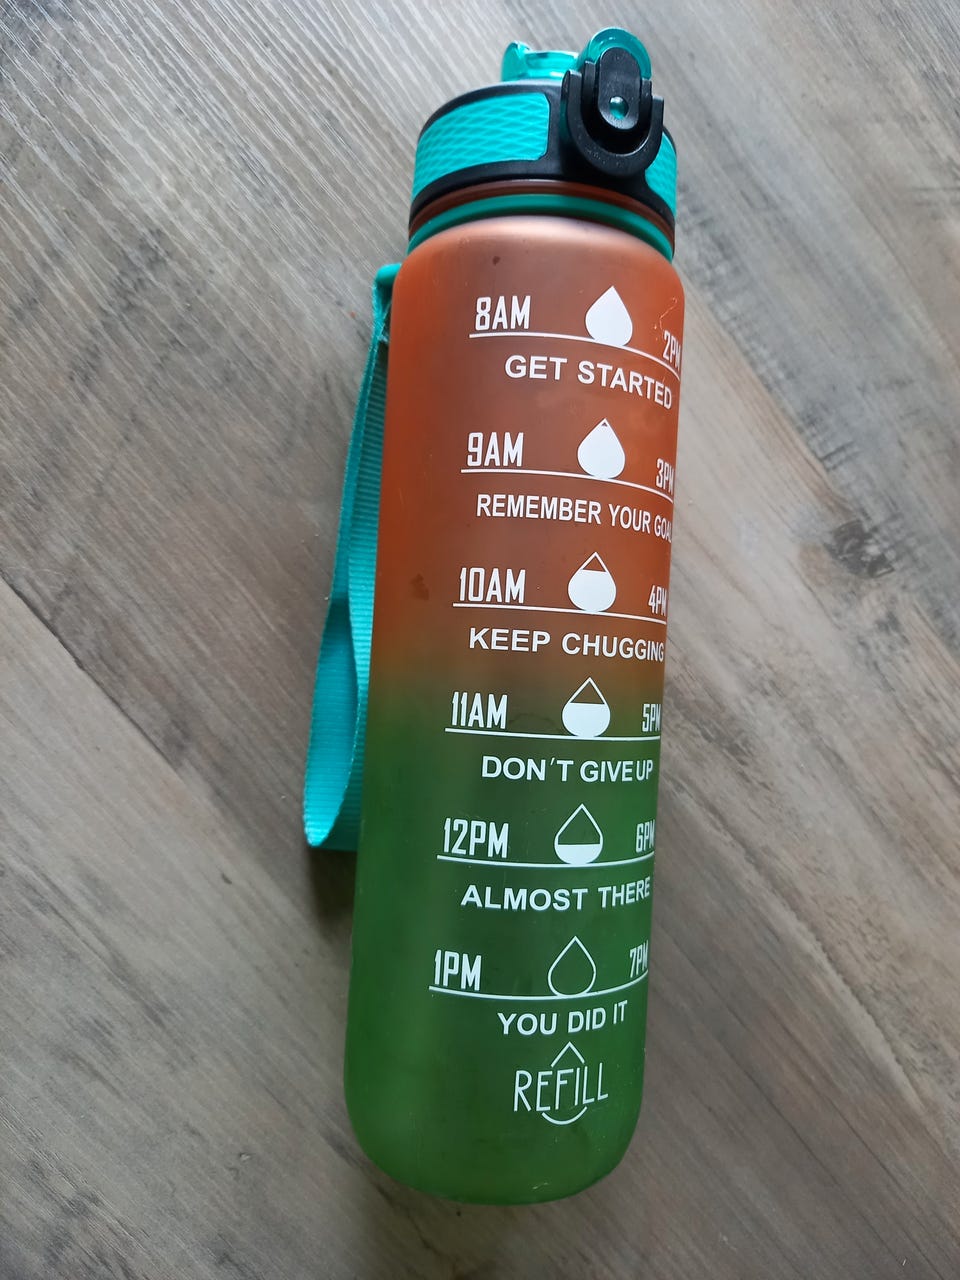 8AM 2PM
GET STARTED
9AM 3PM
REMEMBER YOUR GOAL
10AM 4PM
KEEP CHUGGING
11AM 5PM
DON'T GIVE UP
12PM 6PM
ALMOST THERE
1PM 7PM
YOU DID IT
REFILL